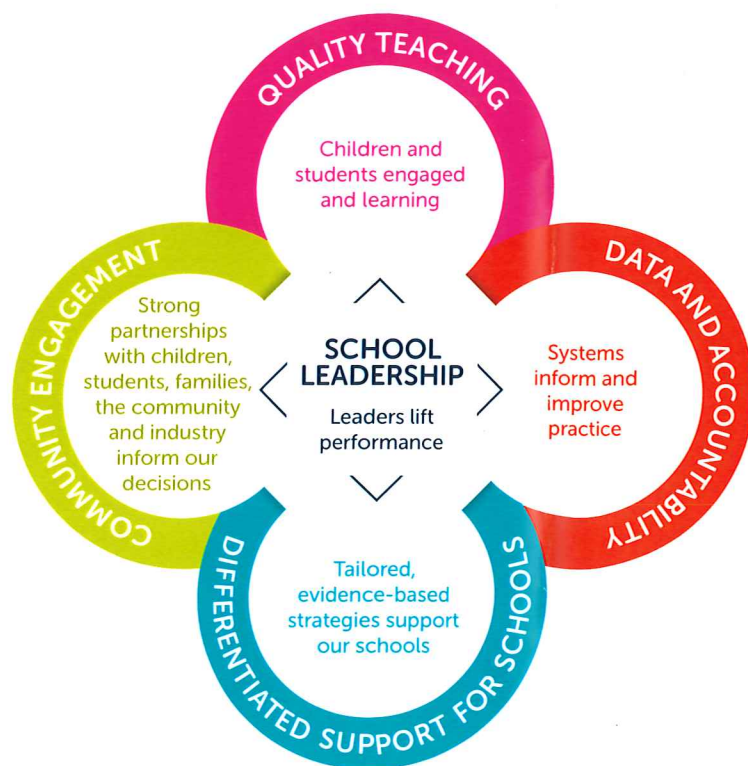 QUALITY TEACHING
Children and
students engaged
and learning
COMMUNITY ENGAGEMENT
Strong
partnerships
with children,
students, families,
the community
and industry
inform our
decisions
SCHOOL
LEADERSHIP
Leaders lift
performance
DATA AND ACCOUNTABILITY
Systems
inform and
improve
practice
DIFFERENTIATED SUPPORT FOR SCHOOLS
Tailored,
evidence-based
strategies support
our schools